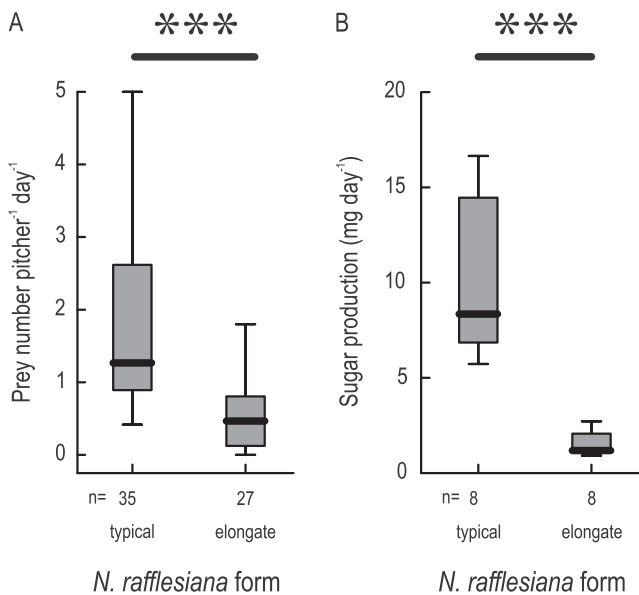 A
***
Prey number pitcher⁻¹ day⁻¹
5
4
3
2
1
0
n= 35 27
typical elongate
N. rafflesiana form
B
***
Sugar production (mg day⁻¹)
20
15
10
5
0
n= 8 8
typical elongate
N. rafflesiana form